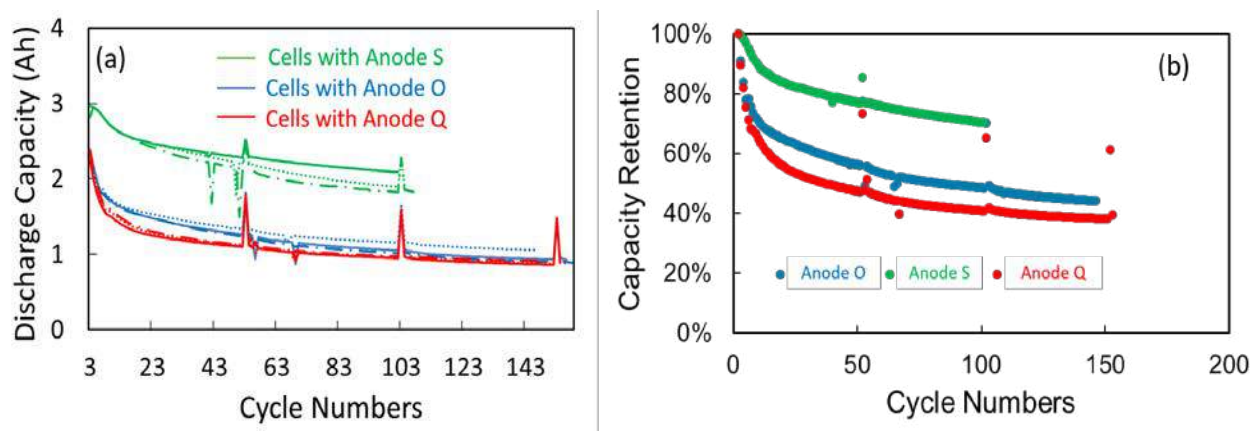 (a)
Discharge Capacity (Ah)
4
3
2
1
0
Cells with Anode S
Cells with Anode O
Cells with Anode Q
3 23 43 63 83 103 123 143
Cycle Numbers
(b)
Capacity Retention
100%
80%
60%
40%
20%
0%
Anode O Anode S Anode Q
0 50 100 150 200
Cycle Numbers